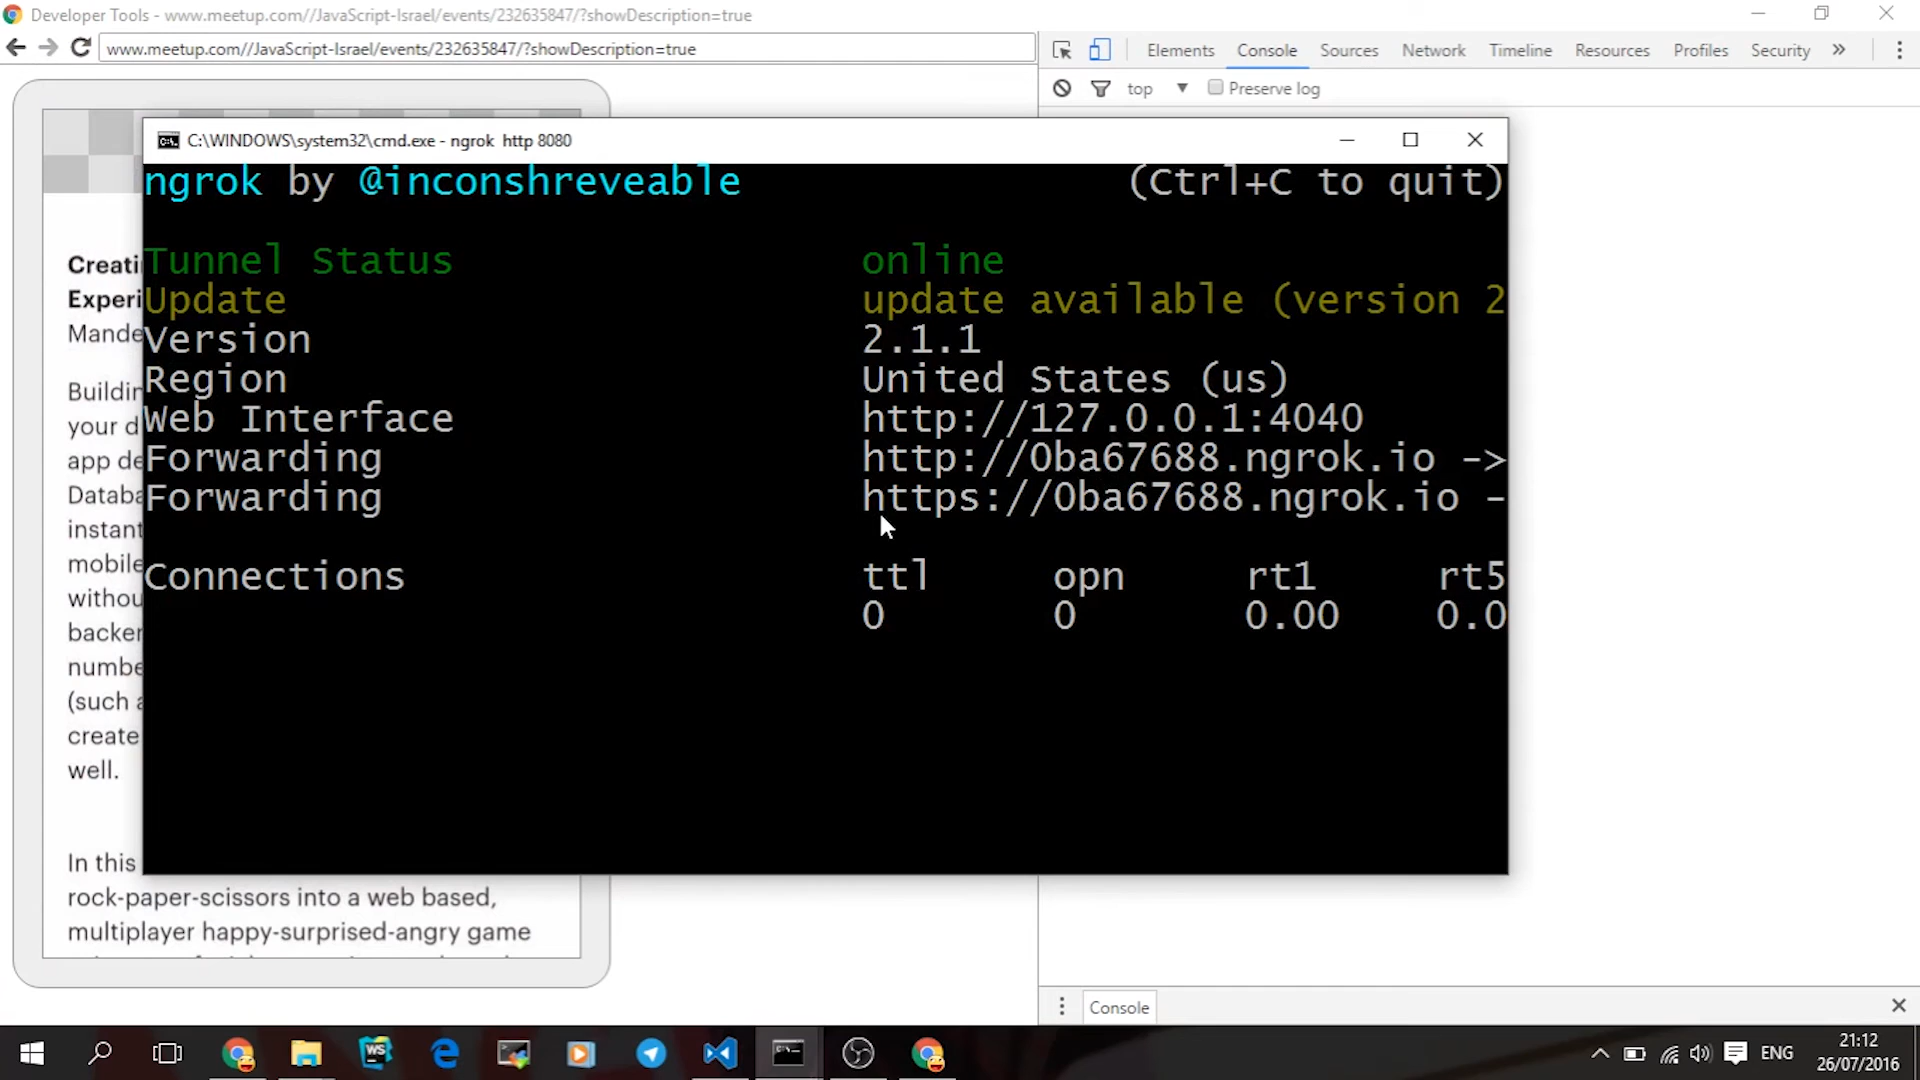 Developer Tools - www.meetup.com//JavaScript-Israel/events/232635847/?showDescription=true
www.meetup.com//JavaScript-Israel/events/232635847/?showDescription=true
Elements Console Sources Network Timeline Resources Profiles Security »
top ▼ Preserve log
C:\WINDOWS\system32\cmd.exe - ngrok http 8080
ngrok by @inconshreveable (Ctrl+C to quit)
Tunnel Status online
Update update available (version 2
Version 2.1.1
Region United States (us)
Web Interface http://127.0.0.1:4040
Forwarding http://0ba67688.ngrok.io ->
Forwarding https://0ba67688.ngrok.io -
Connections ttl opn rt1 rt5
0 0 0.00 0.0
Creati
Experi
Mande
Buildin
your d
app de
Databa
instant
mobile
withou
backen
numbe
(such a
create
well.
In this
rock-paper-scissors into a web based,
multiplayer happy-surprised-angry game
Console
WS
ENG
21:12
26/07/2016